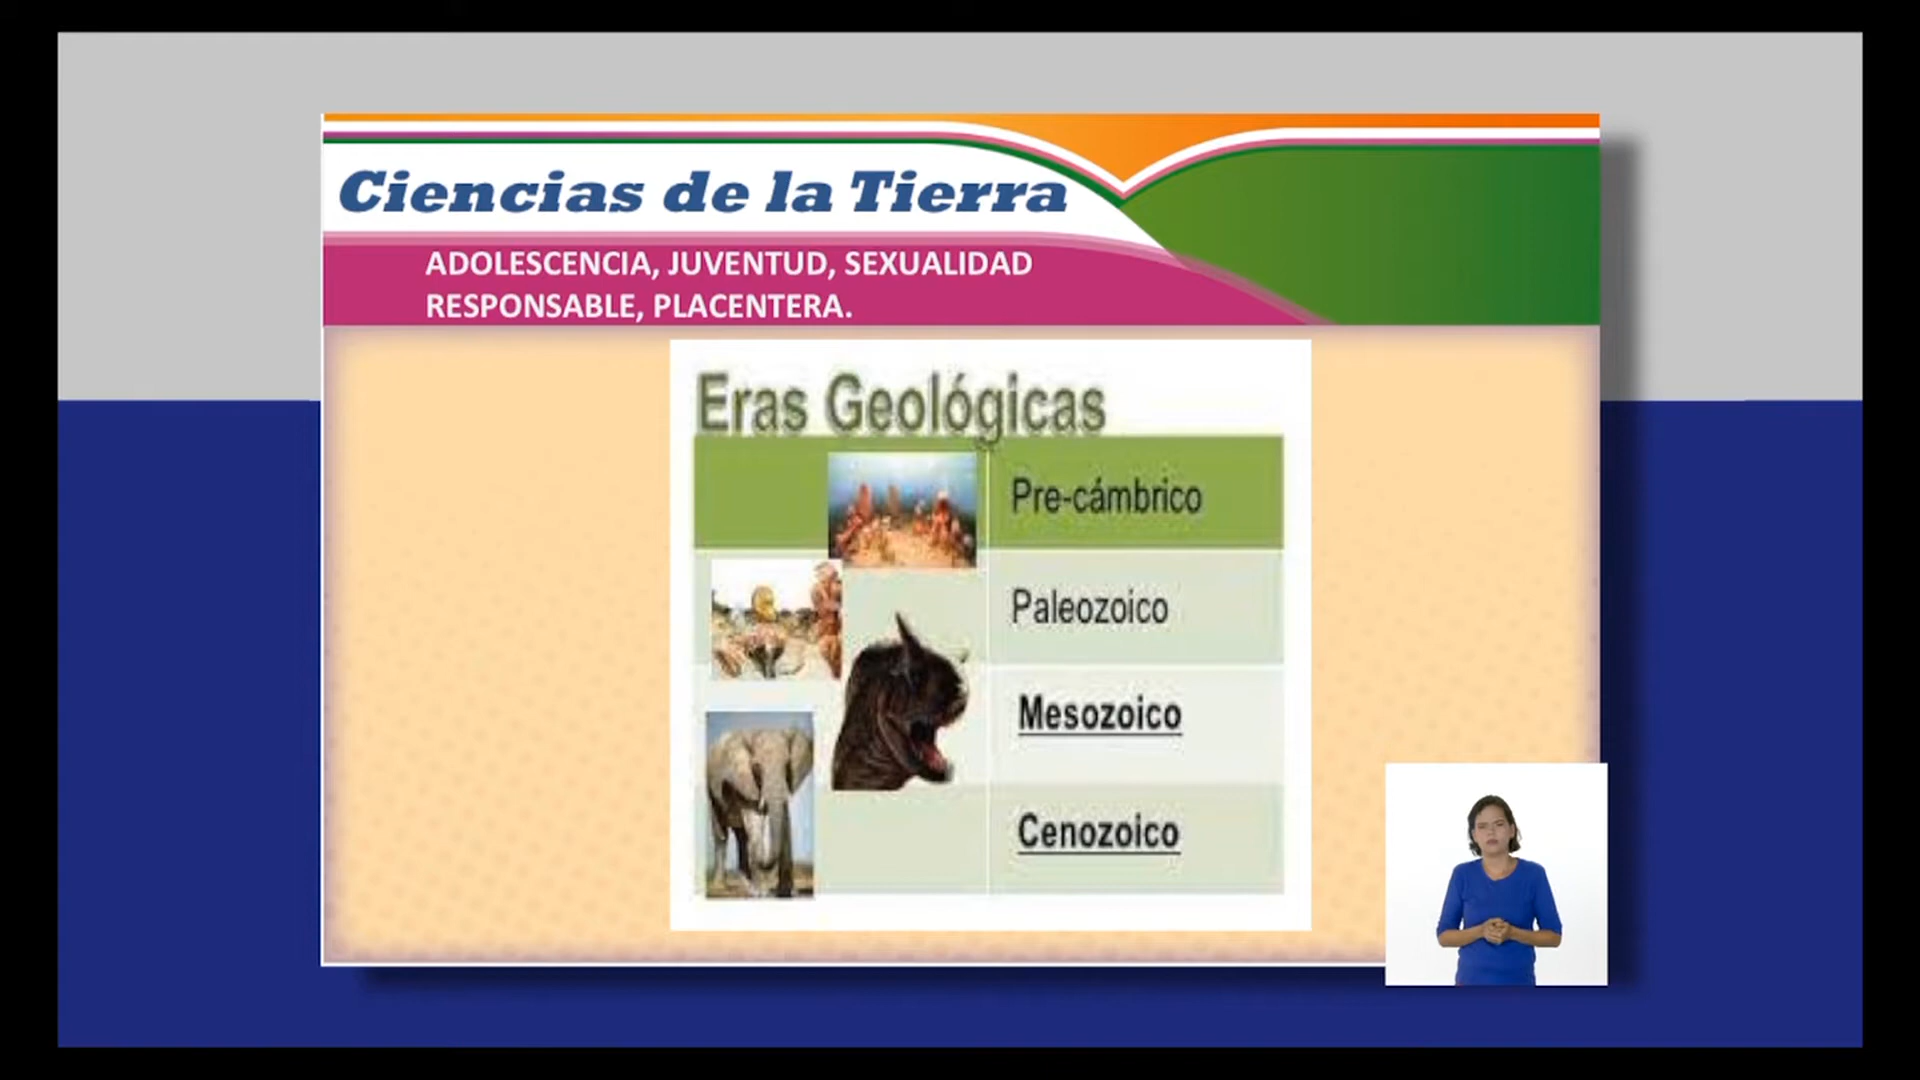 Ciencias de la Tierra
ADOLESCENCIA, JUVENTUD, SEXUALIDAD
RESPONSABLE, PLACENTERA.
Eras Geológicas
Pre-cámbrico
Paleozoico
Mesozoico
Cenozoico